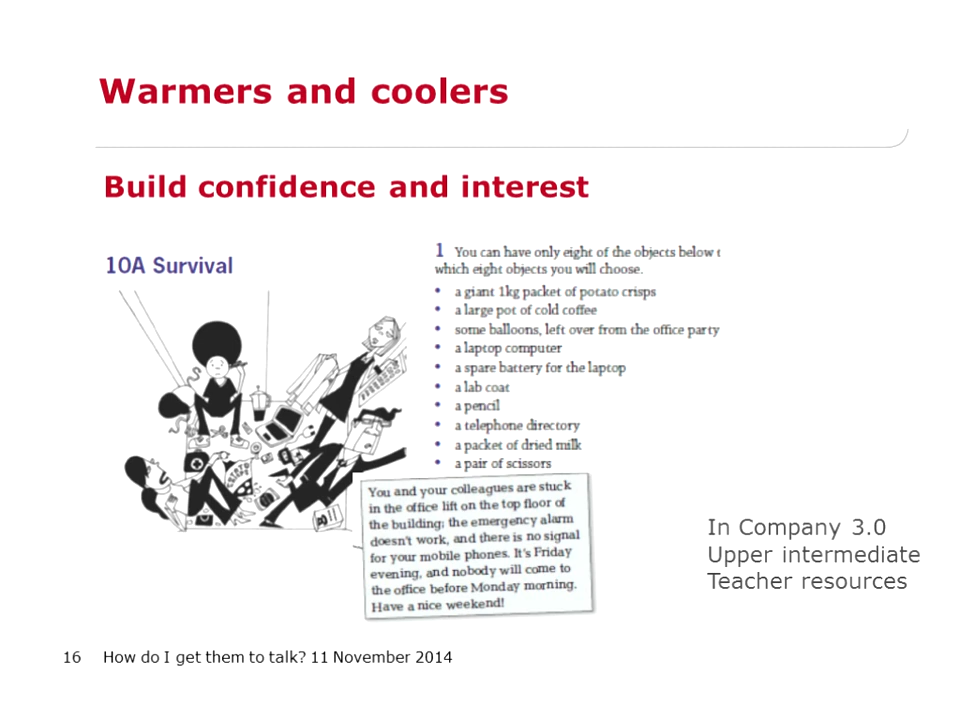 Warmers and coolers
Build confidence and interest
10A Survival
1 You can have only eight of the objects below
which eight objects you will choose.
• a giant 1kg packet of potato crisps
• a large pot of cold coffee
• some balloons, left over from the office party
• a laptop computer
• a spare battery for the laptop
• a lab coat
• a pencil
• a telephone directory
• a packet of dried milk
• a pair of scissors
You and your colleagues are stuck
in the office lift on the top floor of
the building; the emergency alarm
doesn't work, and there is no signal
for your mobile phones. It's Friday
evening, and nobody will come to
the office before Monday morning.
Have a nice weekend!
In Company 3.0
Upper intermediate
Teacher resources
16 How do I get them to talk? 11 November 2014